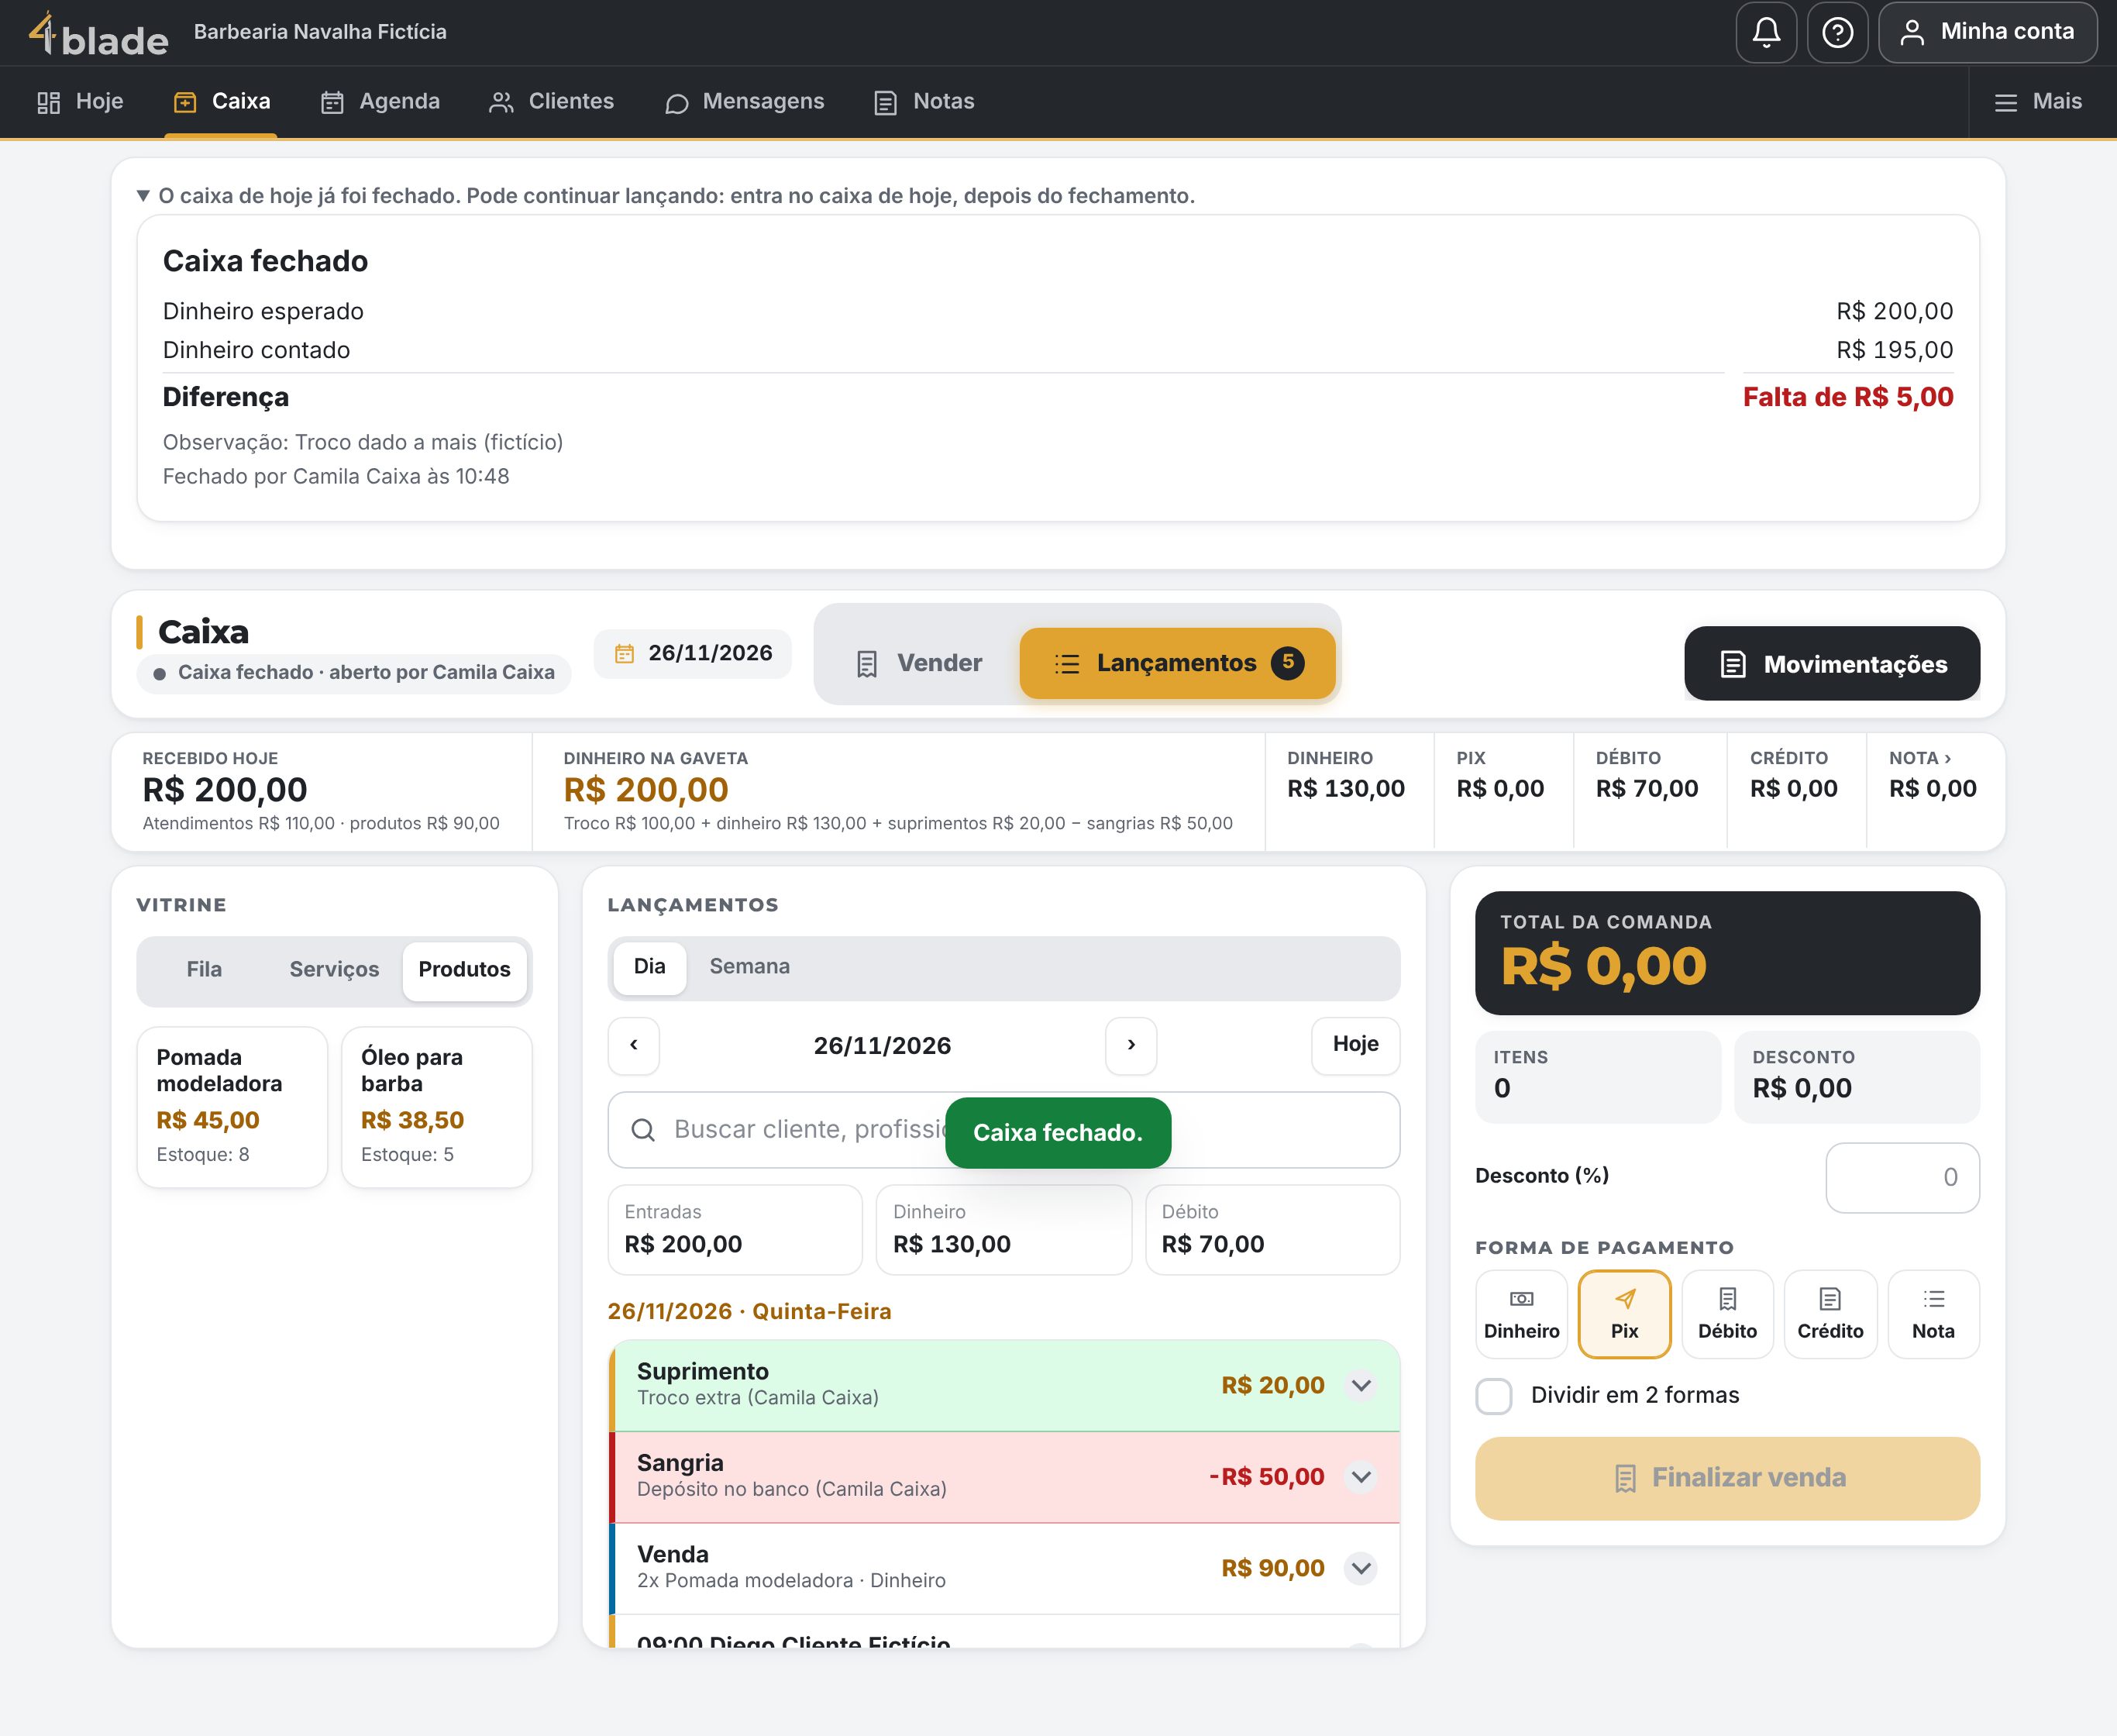 4blade
Barbearia Navalha Fictícia
Minha conta
Hoje
Caixa
Agenda
Clientes
Mensagens
Notas
Mais
▼ O caixa de hoje já foi fechado. Pode continuar lançando: entra no caixa de hoje, depois do fechamento.
Caixa fechado
Dinheiro esperado R$ 200,00
Dinheiro contado R$ 195,00
Diferença Falta de R$ 5,00
Observação: Troco dado a mais (fictício)
Fechado por Camila Caixa às 10:48
Caixa
Caixa fechado · aberto por Camila Caixa
26/11/2026
Vender
Lançamentos 5
Movimentações
RECEBIDO HOJE
R$ 200,00
Atendimentos R$ 110,00 · produtos R$ 90,00
DINHEIRO NA GAVETA
R$ 200,00
Troco R$ 100,00 + dinheiro R$ 130,00 + suprimentos R$ 20,00 − sangrias R$ 50,00
DINHEIRO
R$ 130,00
PIX
R$ 0,00
DÉBITO
R$ 70,00
CRÉDITO
R$ 0,00
NOTA ›
R$ 0,00
VITRINE
Fila
Serviços
Produtos
Pomada
modeladora
R$ 45,00
Estoque: 8
Óleo para
barba
R$ 38,50
Estoque: 5
LANÇAMENTOS
Dia
Semana
‹
26/11/2026
›
Hoje
Buscar cliente,
Caixa fechado.
Entradas
R$ 200,00
Dinheiro
R$ 130,00
Débito
R$ 70,00
26/11/2026 · Quinta-Feira
Suprimento
Troco extra (Camila Caixa)
R$ 20,00
Sangria
Depósito no banco (Camila Caixa)
-R$ 50,00
Venda
2x Pomada modeladora · Dinheiro
R$ 90,00
09:00 Diego Cliente Fictício
TOTAL DA COMANDA
R$ 0,00
ITENS
0
DESCONTO
R$ 0,00
Desconto (%)
0
FORMA DE PAGAMENTO
Dinheiro
Pix
Débito
Crédito
Nota
Dividir em 2 formas
Finalizar venda